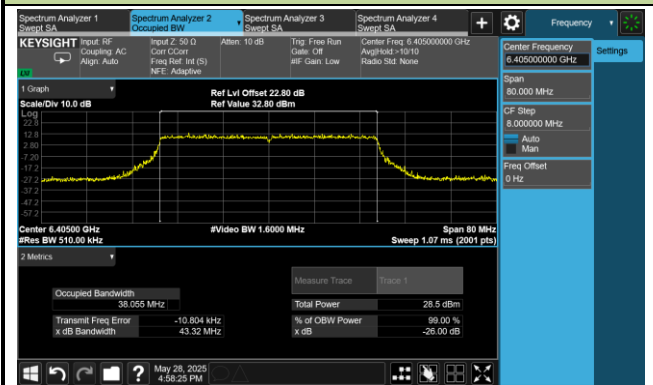 Spectrum Analyzer 1
Swept SA
Spectrum Analyzer 2
Occupied BW
Spectrum Analyzer 3
Swept SA
Spectrum Analyzer 4
Swept SA
Frequency
KEYSIGHT
Input: RF
Coupling: AC
Align: Auto
Input Z: 50 Ω
Corr CCorr
Freq Ref: Int (S)
NFE: Adaptive
Atten: 10 dB
Trig: Free Run
Gate: Off
#IF Gain: Low
Center Freq: 6.405000000 GHz
Avg|Hold:>10/10
Radio Std: None
Center Frequency
6.405000000 GHz
Settings
Span
80.000 MHz
CF Step
8.000000 MHz
Auto
Man
Freq Offset
0 Hz
1 Graph
Scale/Div 10.0 dB
Ref Lvl Offset 22.80 dB
Ref Value 32.80 dBm
Log
22.8
12.8
2.80
-7.20
-17.2
-27.2
-37.2
-47.2
-57.2
Center 6.40500 GHz
#Res BW 510.00 kHz
#Video BW 1.6000 MHz
Span 80 MHz
Sweep 1.07 ms (2001 pts)
2 Metrics
Measure Trace
Trace 1
Occupied Bandwidth
38.055 MHz
Total Power
28.5 dBm
Transmit Freq Error
-10.804 kHz
% of OBW Power
99.00 %
x dB Bandwidth
43.32 MHz
x dB
-26.00 dB
May 28, 2025
4:58:25 PM